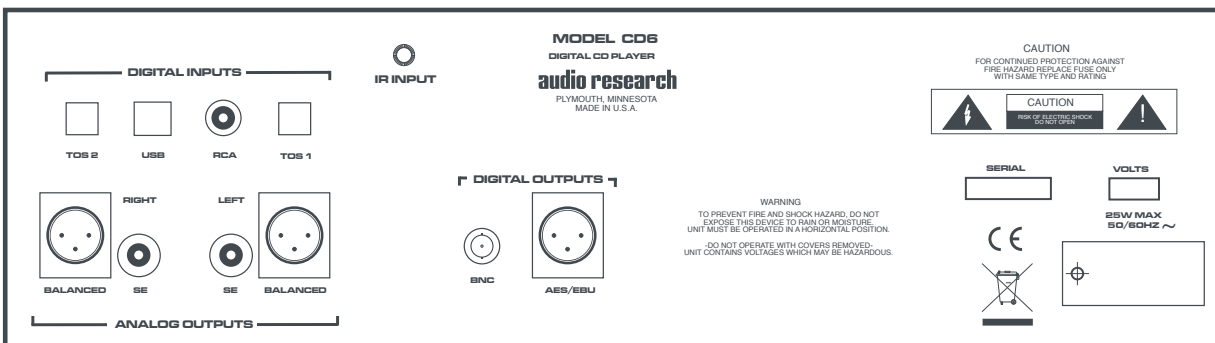 MODEL CD6
DIGITAL CD PLAYER
audio research
PLYMOUTH, MINNESOTA
MADE IN U.S.A.
IR INPUT
DIGITAL INPUTS
TOS 2
USB
RCA
TOS 1
RIGHT
LEFT
BALANCED
SE
SE
BALANCED
ANALOG OUTPUTS
DIGITAL OUTPUTS
BNC
AES/EBU
WARNING
TO PREVENT FIRE AND SHOCK HAZARD, DO NOT
EXPOSE THIS DEVICE TO RAIN OR MOISTURE.
UNIT MUST BE OPERATED IN A HORIZONTAL POSITION.
-DO NOT OPERATE WITH COVERS REMOVED-
UNIT CONTAINS VOLTAGES WHICH MAY BE HAZARDOUS.
CAUTION
FOR CONTINUED PROTECTION AGAINST
FIRE HAZARD REPLACE FUSE ONLY
WITH SAME TYPE AND RATING
CAUTION
RISK OF ELECTRIC SHOCK
DO NOT OPEN
!
SERIAL
VOLTS
25W MAX
50/60HZ ~
CE